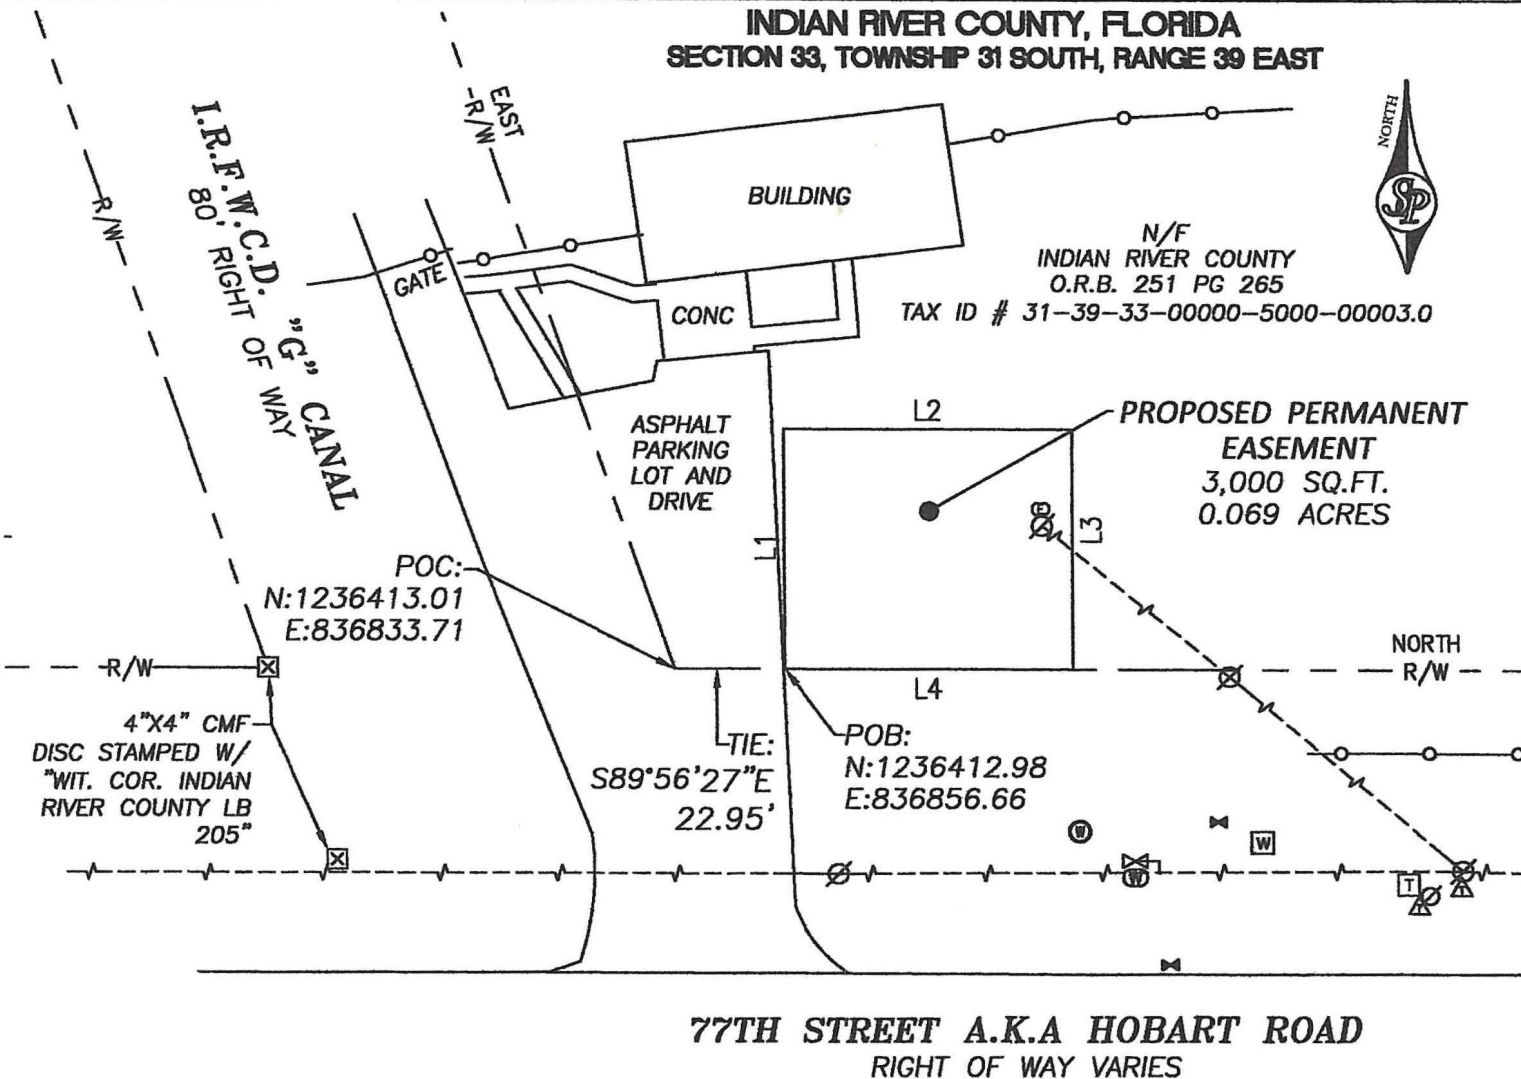 INDIAN RIVER COUNTY, FLORIDA
SECTION 33, TOWNSHIP 31 SOUTH, RANGE 39 EAST
NORTH
SP
EAST
R/W
R/W
I.R.F.W.C.D. "G" CANAL
80' RIGHT OF WAY
GATE
BUILDING
CONC
N/F
INDIAN RIVER COUNTY
O.R.B. 251 PG 265
TAX ID # 31-39-33-00000-5000-00003.0
ASPHALT
PARKING
LOT AND
DRIVE
L2
PROPOSED PERMANENT
EASEMENT
3,000 SQ.FT.
0.069 ACRES
E
L1
L3
POC:
N:1236413.01
E:836833.71
R/W
NORTH
R/W
L4
4"X4" CMF
DISC STAMPED W/
"WIT. COR. INDIAN
RIVER COUNTY LB
205"
TIE:
S89°56'27"E
22.95'
POB:
N:1236412.98
E:836856.66
W
W
W
T
T
T
77TH STREET A.K.A HOBART ROAD
RIGHT OF WAY VARIES